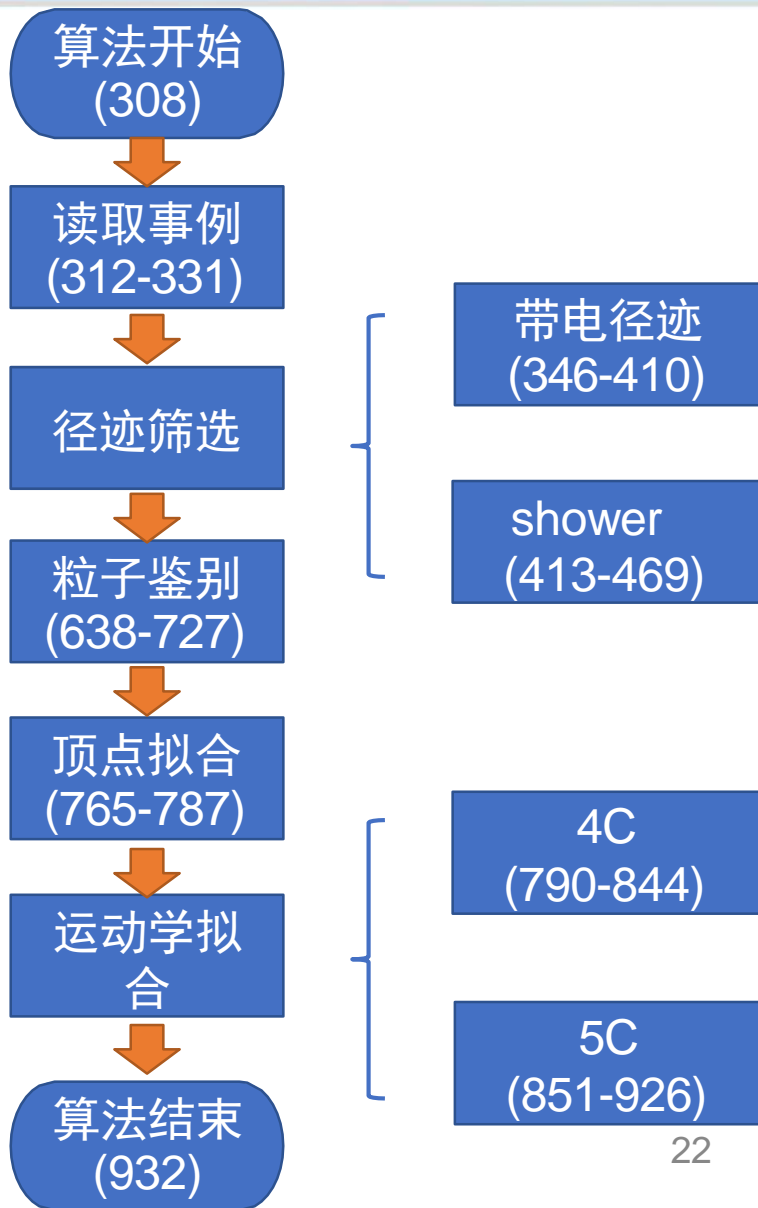 算法开始
(308)
读取事例
(312-331)
径迹筛选
带电径迹
(346-410)
shower
(413-469)
粒子鉴别
(638-727)
顶点拟合
(765-787)
运动学拟
合
4C
(790-844)
5C
(851-926)
算法结束
(932)
22